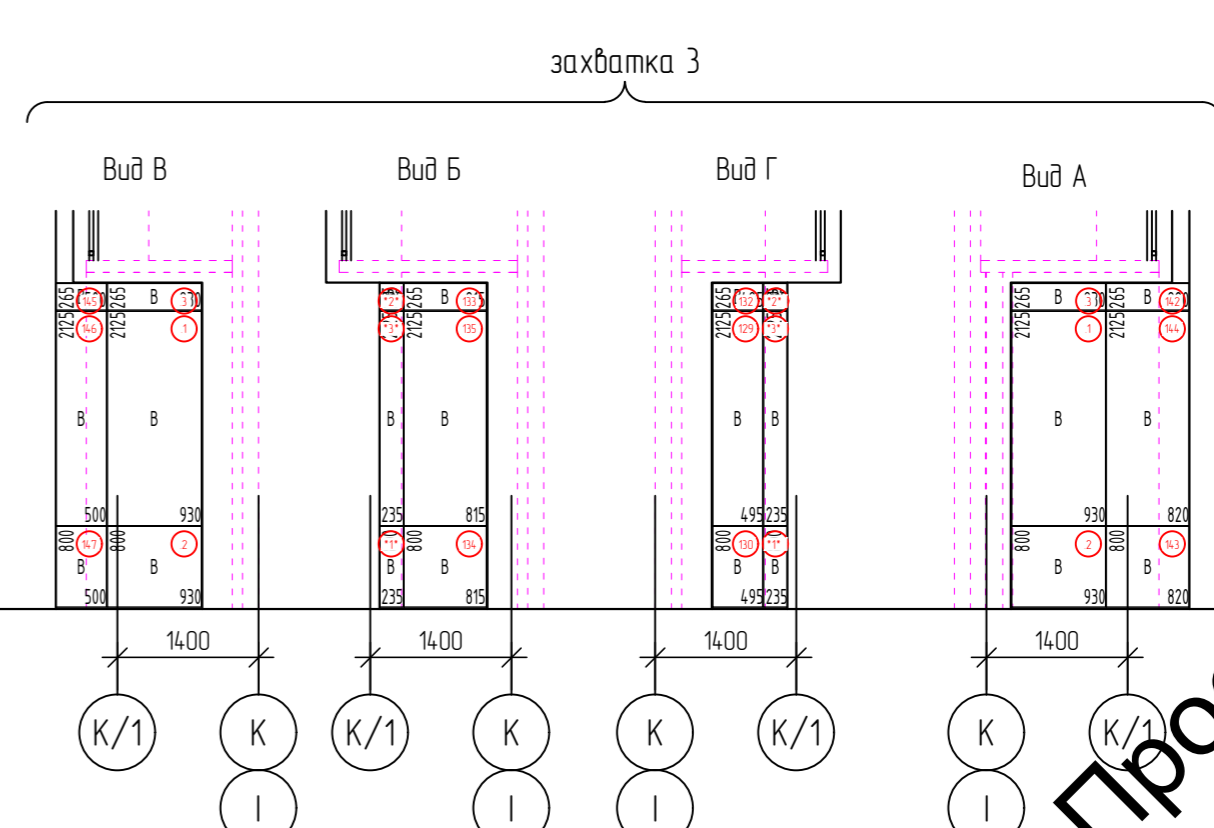 захватка 3
Вид В
Вид Б
Вид Г
Вид А
265 145 265 В 3
2125 146 2125 1
В В
500 930
800 147 800 2
В В
500 930
*2* 265 133
*3* 2125 135
В В
235 815
*1* 800 134
В В
235 815
265 132 *2*
2125 129 *3*
В В
495 235
800 130 *1*
В В
495 235
265 В 3 265 В 142
2125 1 2125 144
В В
930 820
800 2 800 143
В В
930 820
1400 1400 1400 1400
К/1 К К/1 К К К/1 К К/1
I I I I